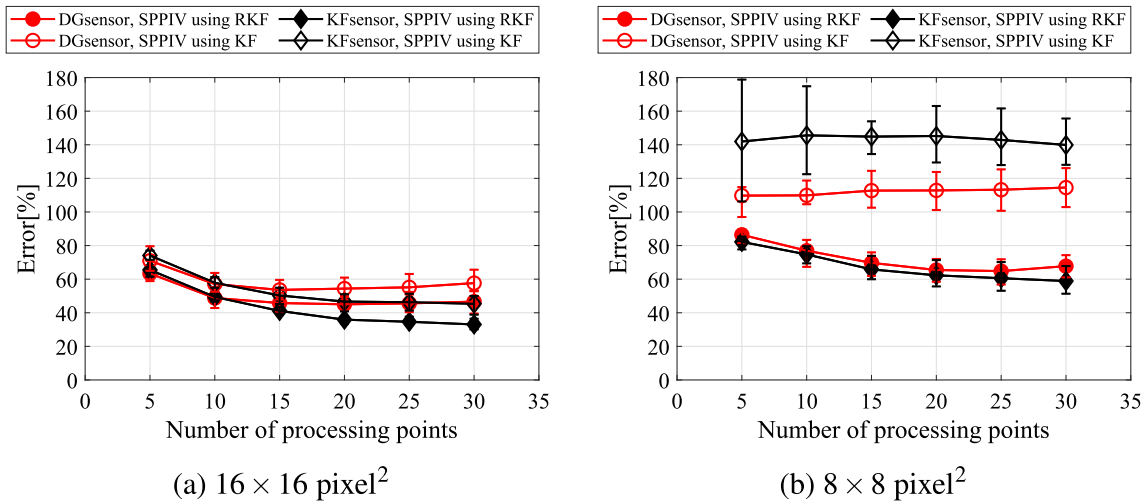 DGsensor, SPPIV using RKF
KFsensor, SPPIV using RKF
DGsensor, SPPIV using KF
KFsensor, SPPIV using KF
180
160
140
120
100
80
60
40
20
0
Error[%]
0 5 10 15 20 25 30 35
Number of processing points
(a) 16 × 16 pixel²
DGsensor, SPPIV using RKF
KFsensor, SPPIV using RKF
DGsensor, SPPIV using KF
KFsensor, SPPIV using KF
180
160
140
120
100
80
60
40
20
0
Error[%]
0 5 10 15 20 25 30 35
Number of processing points
(b) 8 × 8 pixel²